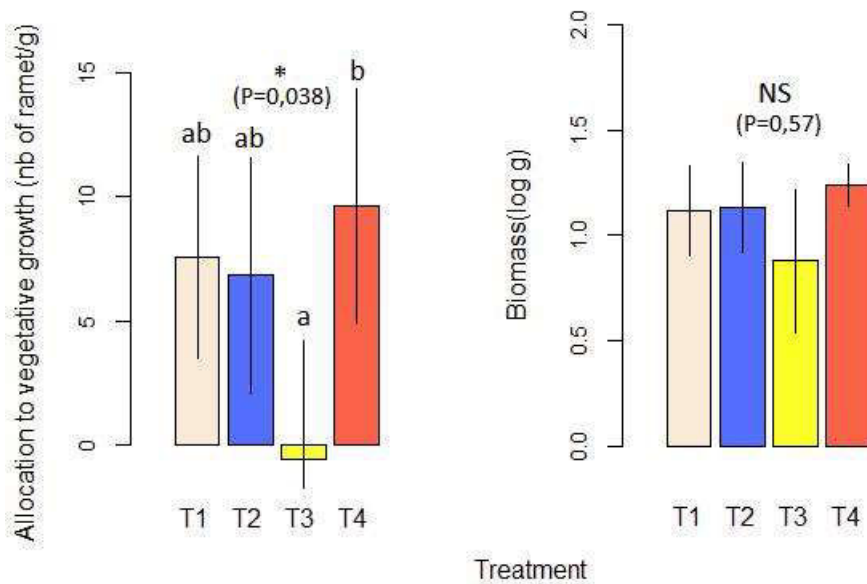 Allocation to vegetative growth (nb of ramet/g)
15
10
5
0
*
(P=0,038)
ab
ab
a
b
T1 T2 T3 T4
Biomass(log g)
2.0
1.5
1.0
0.5
0.0
NS
(P=0,57)
T1 T2 T3 T4
Treatment